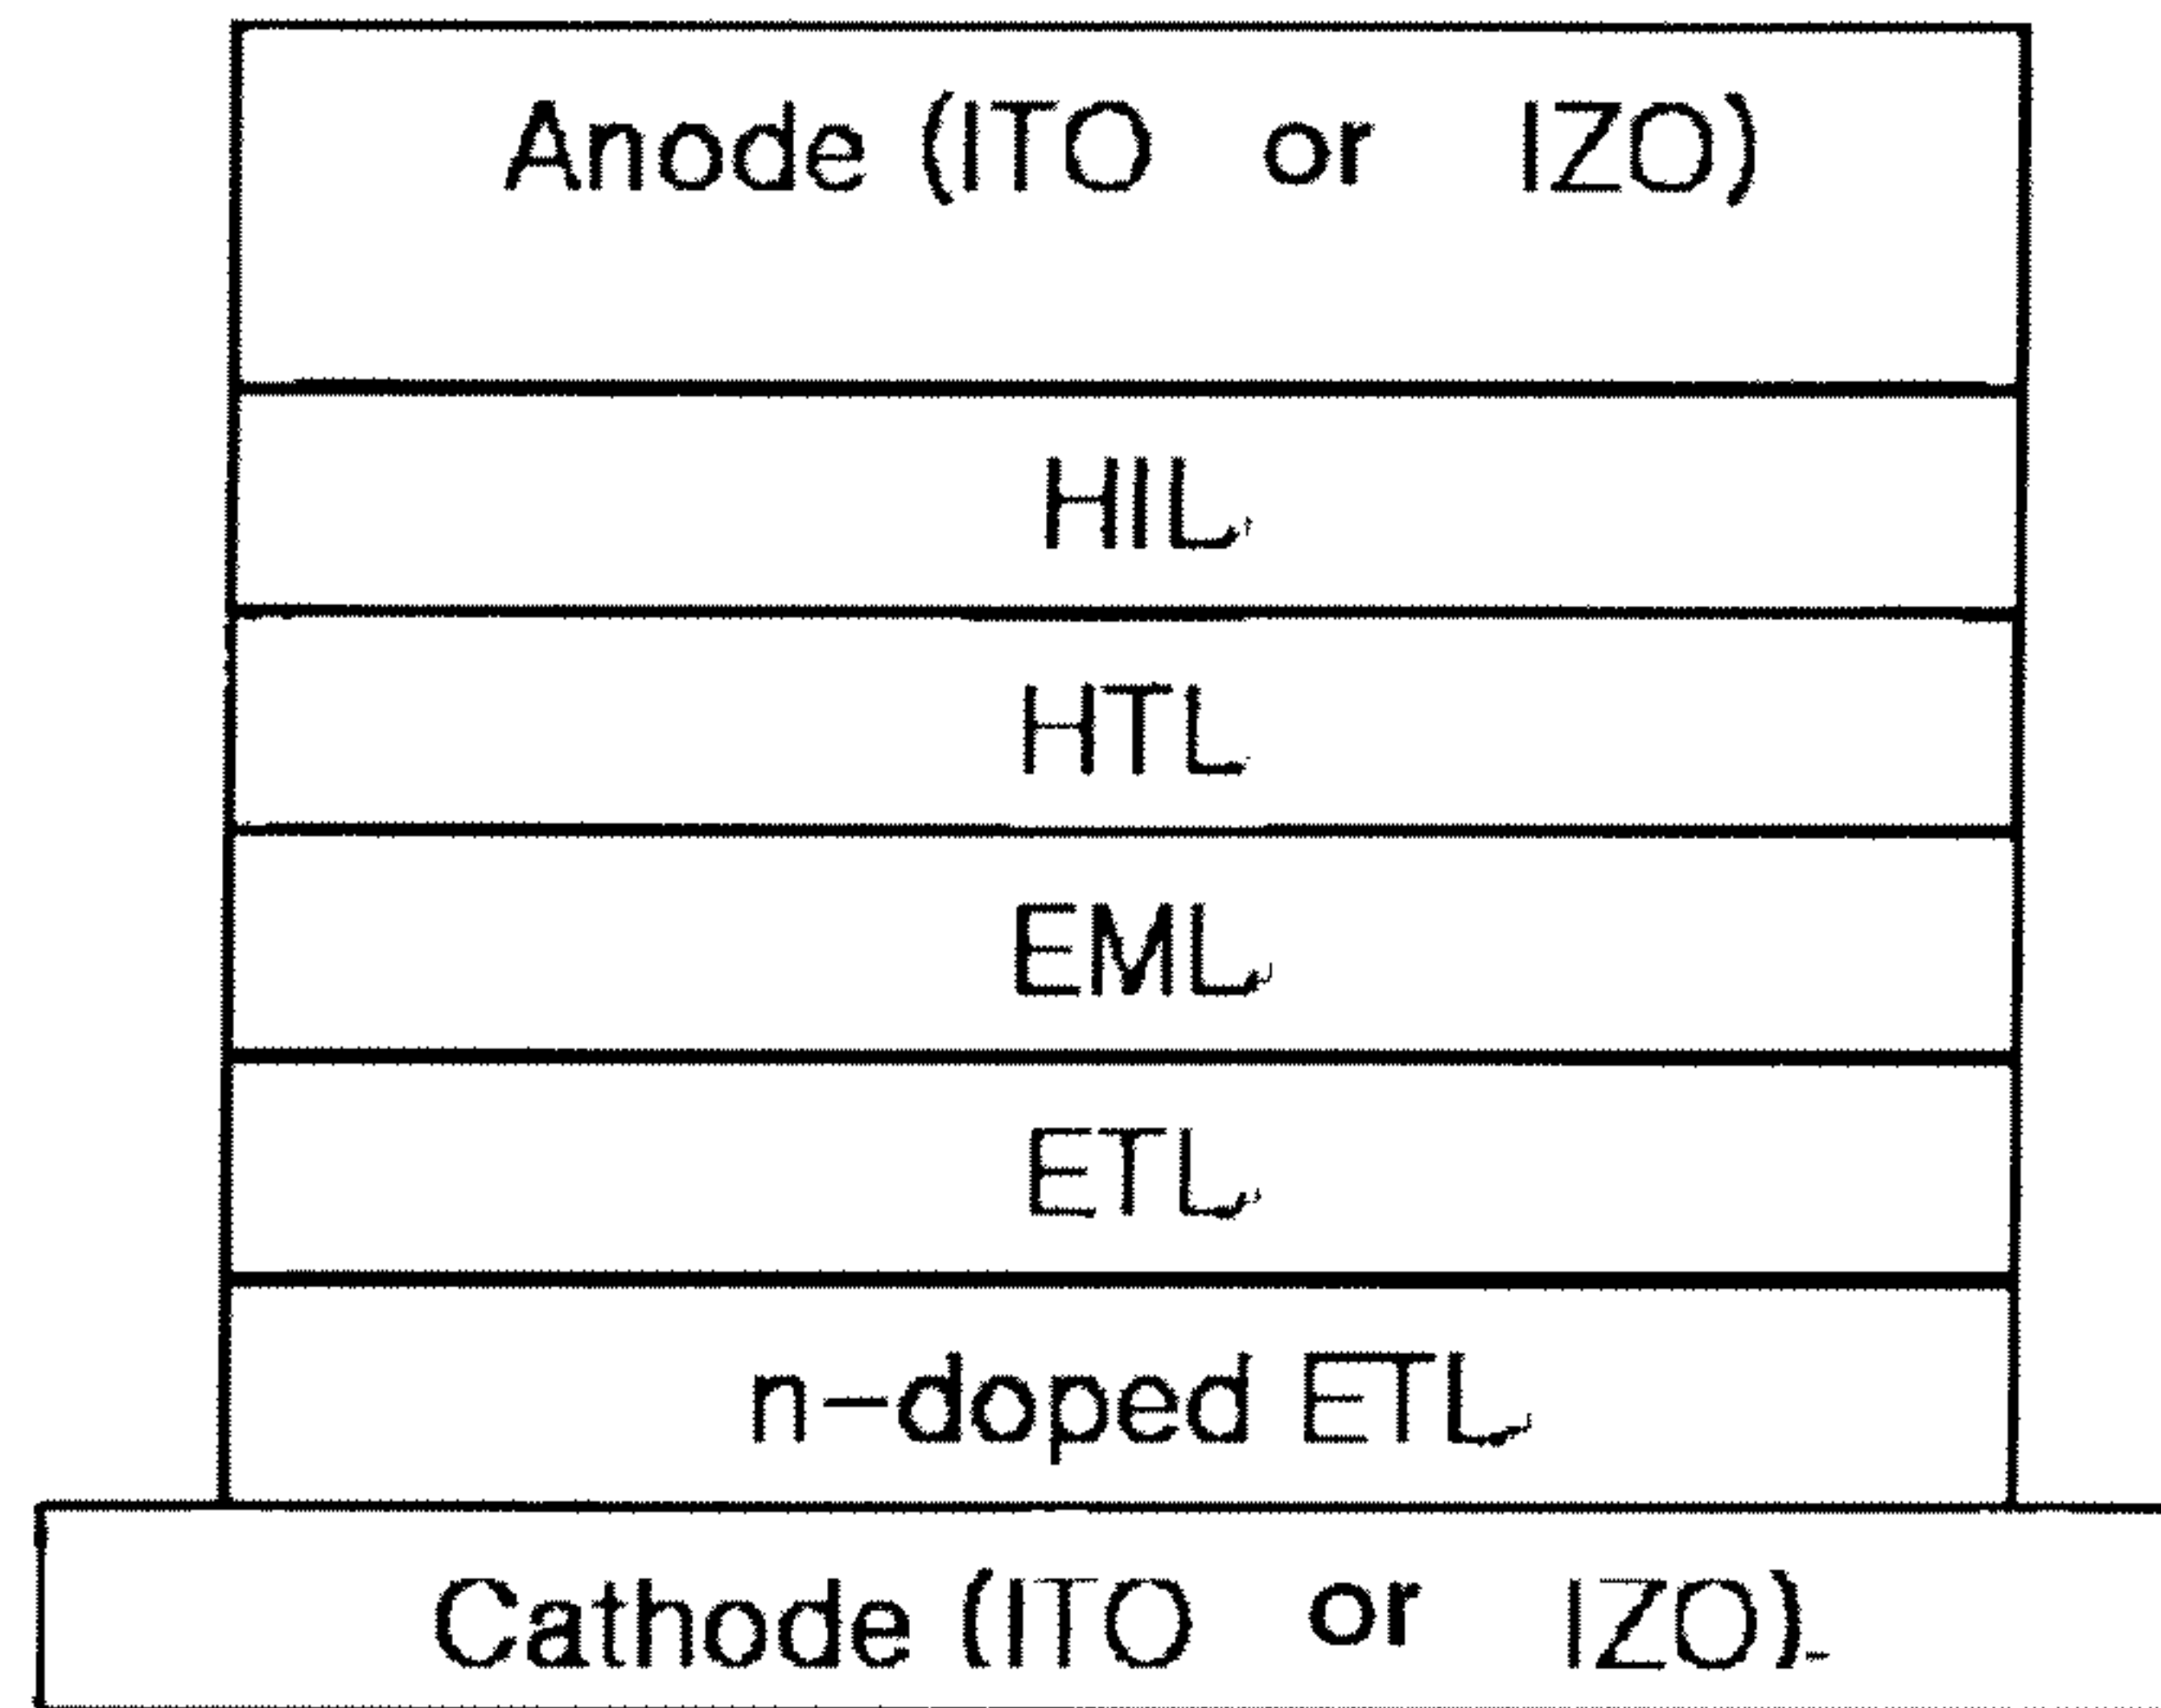 Anode (ITO or IZO)
HIL
HTL
EML
ETL
n-doped ETL
Cathode (ITO or IZO)